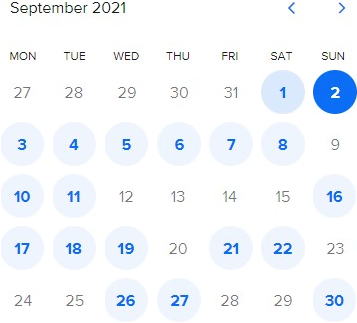 September 2021
MON TUE WED THU FRI SAT SUN
27 28 29 30 31 1 2
3 4 5 6 7 8 9
10 11 12 13 14 15 16
17 18 19 20 21 22 23
24 25 26 27 28 29 30